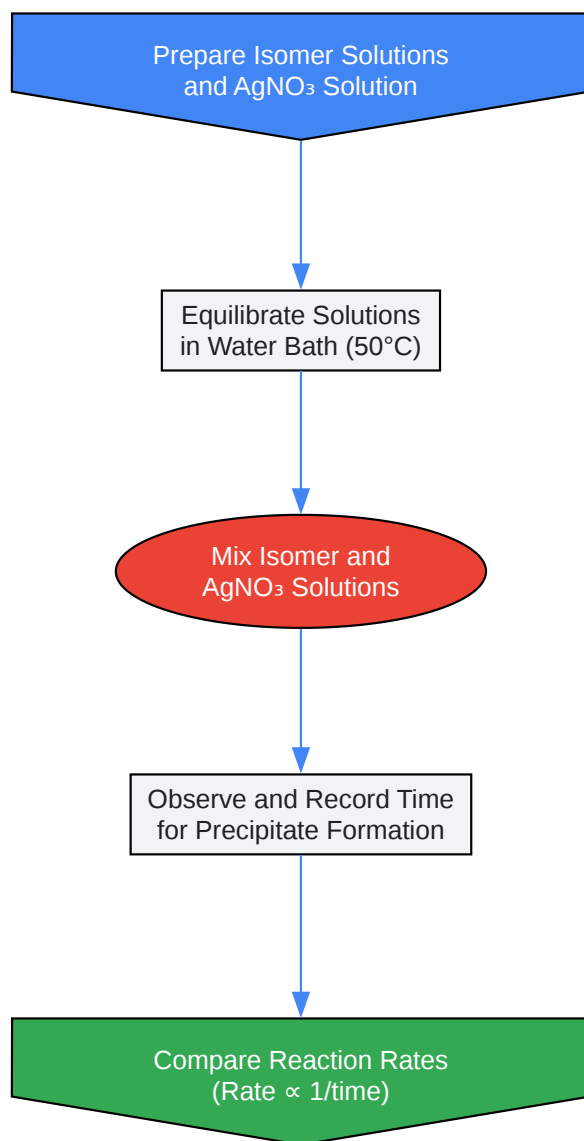 Prepare Isomer Solutions
and AgNO₃ Solution
Equilibrate Solutions
in Water Bath (50°C)
Mix Isomer and
AgNO₃ Solutions
Observe and Record Time
for Precipitate Formation
Compare Reaction Rates
(Rate ∝ 1/time)